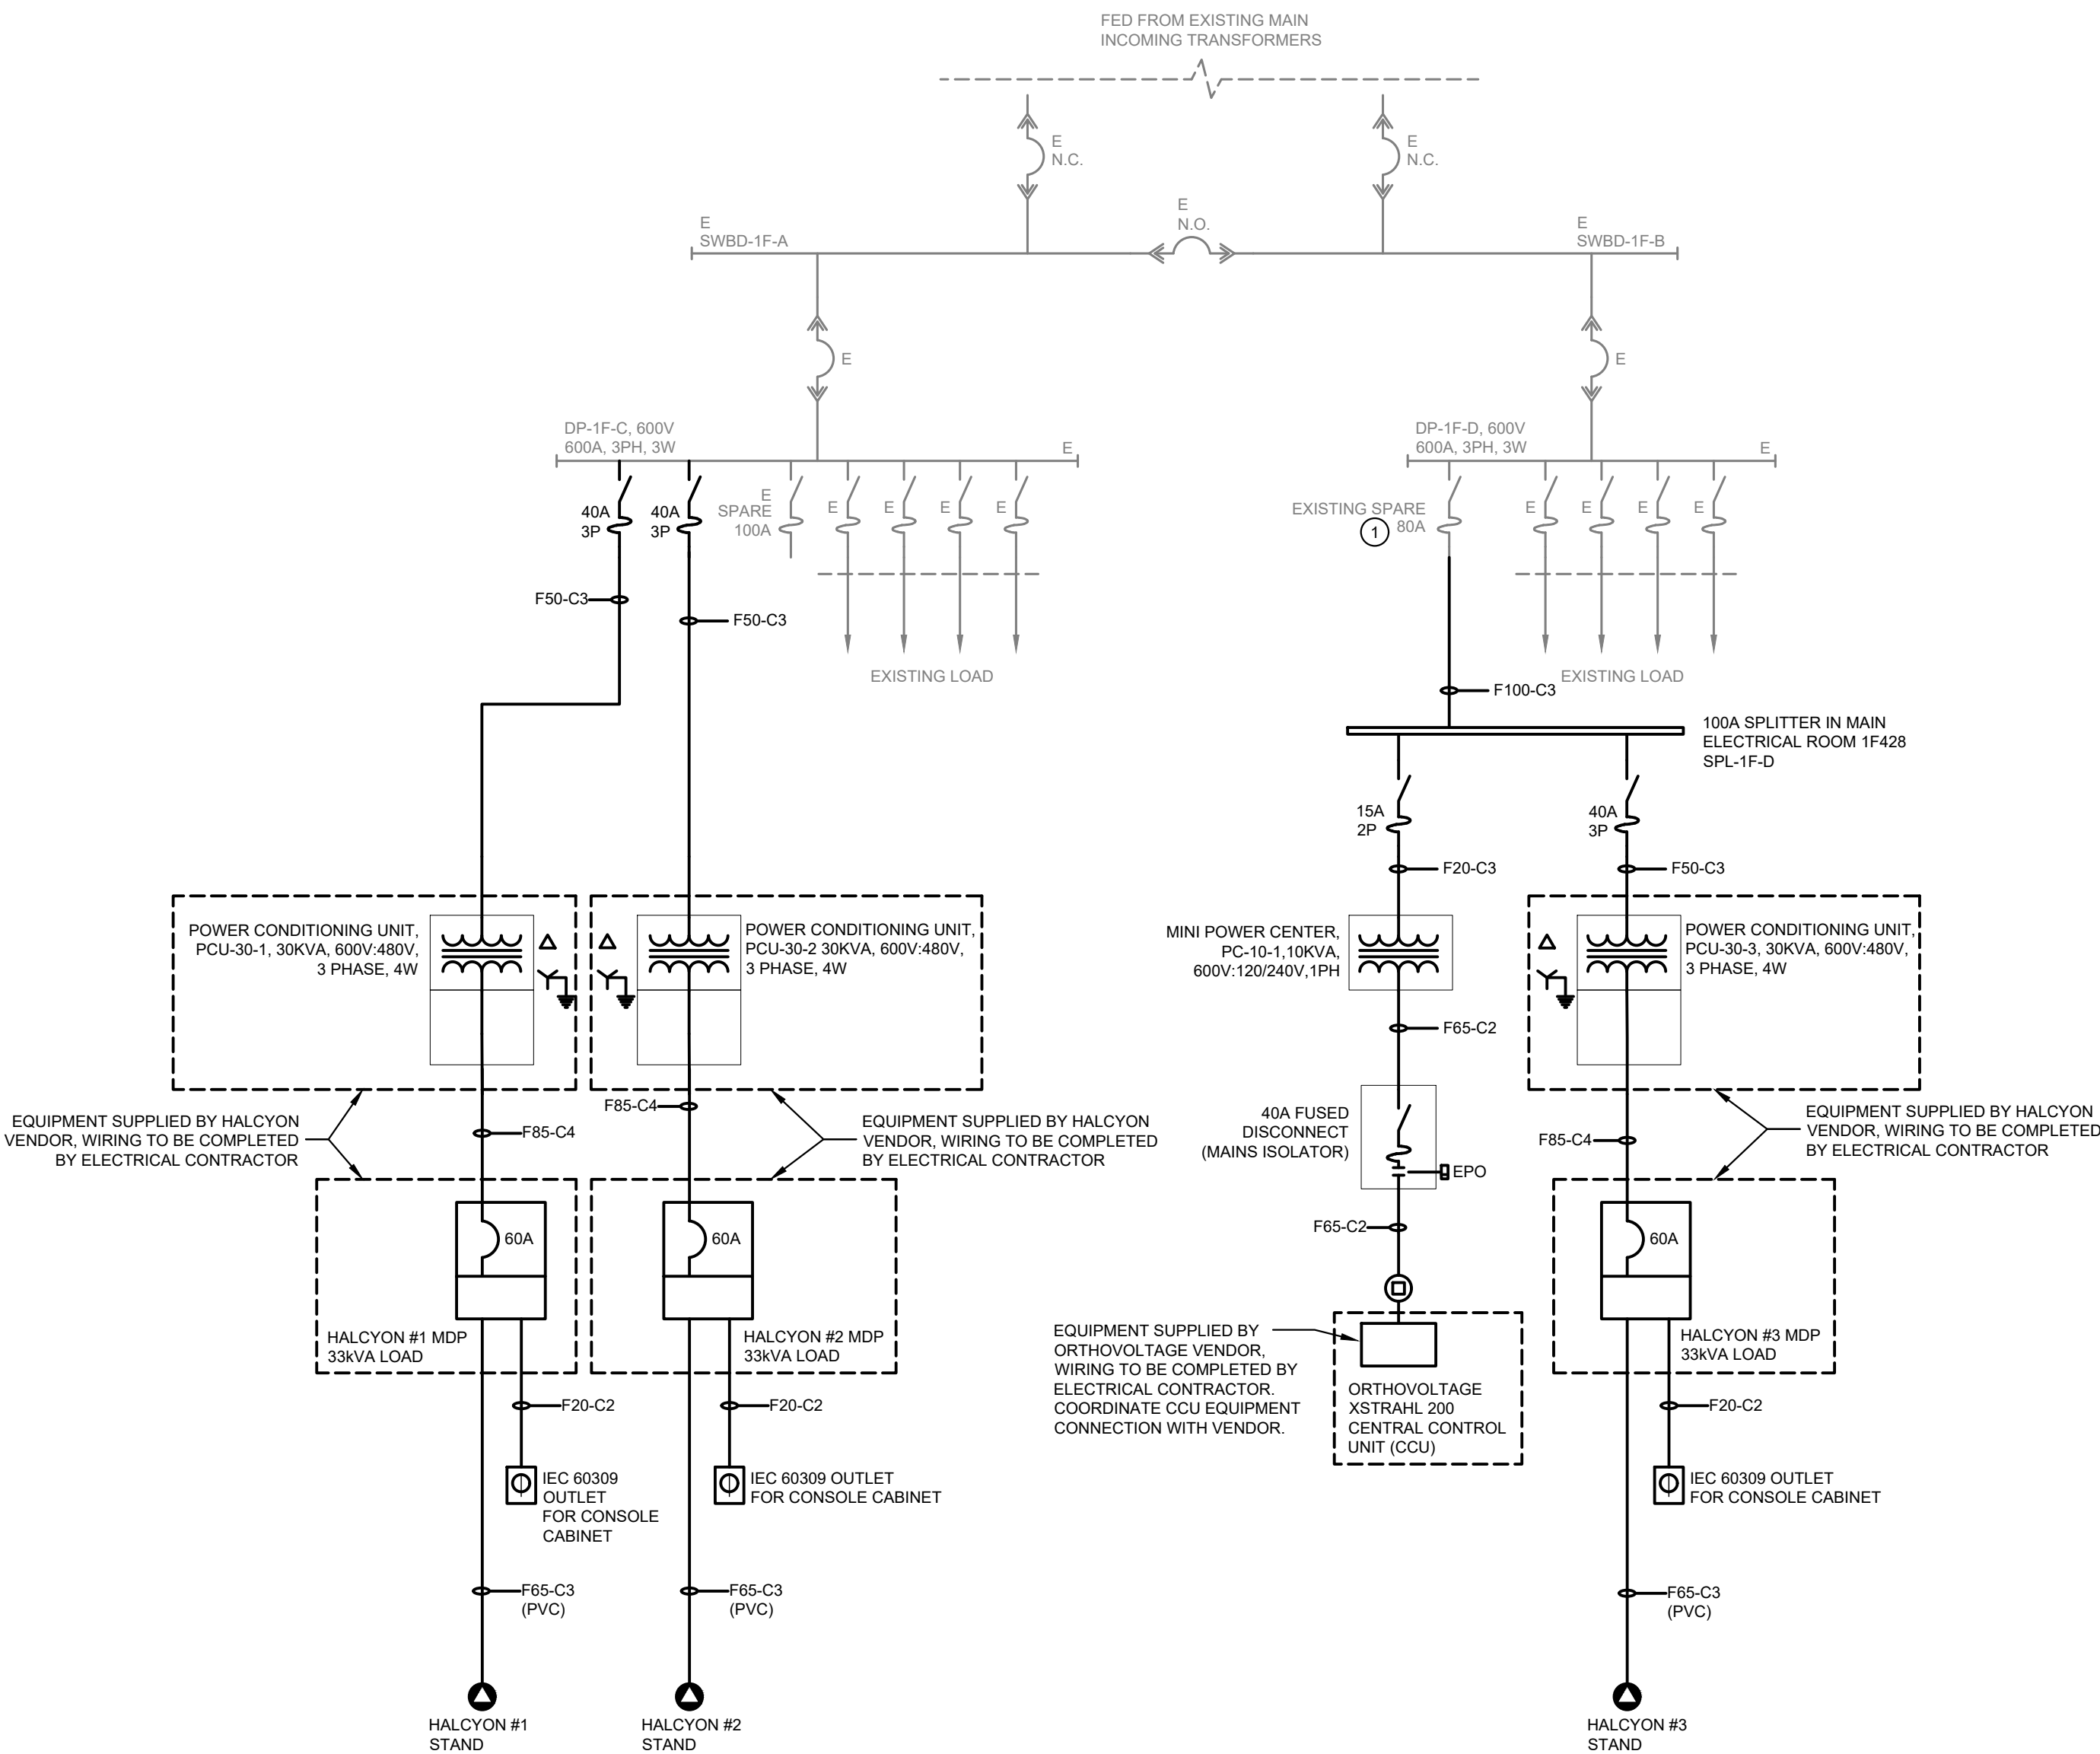 FED FROM EXISTING MAIN
INCOMING TRANSFORMERS
E
N.C.
E
N.C.
E
N.O.
E
SWBD-1F-A
E
SWBD-1F-B
E
E
DP-1F-C, 600V
600A, 3PH, 3W
E
DP-1F-D, 600V
600A, 3PH, 3W
E
40A
3P
40A
3P
E
SPARE
100A
E
E
E
E
EXISTING SPARE
1
80A
E
E
E
E
F50-C3
F50-C3
EXISTING LOAD
EXISTING LOAD
F100-C3
100A SPLITTER IN MAIN
ELECTRICAL ROOM 1F428
SPL-1F-D
15A
2P
40A
3P
F20-C3
F50-C3
POWER CONDITIONING UNIT,
PCU-30-1, 30KVA, 600V:480V,
3 PHASE, 4W
POWER CONDITIONING UNIT,
PCU-30-2 30KVA, 600V:480V,
3 PHASE, 4W
MINI POWER CENTER,
PC-10-1,10KVA,
600V:120/240V,1PH
POWER CONDITIONING UNIT,
PCU-30-3, 30KVA, 600V:480V,
3 PHASE, 4W
F65-C2
EQUIPMENT SUPPLIED BY HALCYON
VENDOR, WIRING TO BE COMPLETED
BY ELECTRICAL CONTRACTOR
F85-C4
F85-C4
EQUIPMENT SUPPLIED BY HALCYON
VENDOR, WIRING TO BE COMPLETED
BY ELECTRICAL CONTRACTOR
40A FUSED
DISCONNECT
(MAINS ISOLATOR)
EPO
F85-C4
EQUIPMENT SUPPLIED BY HALCYON
VENDOR, WIRING TO BE COMPLETED
BY ELECTRICAL CONTRACTOR
60A
60A
F65-C2
60A
HALCYON #1 MDP
33kVA LOAD
HALCYON #2 MDP
33kVA LOAD
EQUIPMENT SUPPLIED BY
ORTHOVOLTAGE VENDOR,
WIRING TO BE COMPLETED BY
ELECTRICAL CONTRACTOR.
COORDINATE CCU EQUIPMENT
CONNECTION WITH VENDOR.
ORTHOVOLTAGE
XSTRAHL 200
CENTRAL CONTROL
UNIT (CCU)
HALCYON #3 MDP
33kVA LOAD
F20-C2
F20-C2
F20-C2
IEC 60309
OUTLET
FOR CONSOLE
CABINET
IEC 60309 OUTLET
FOR CONSOLE CABINET
IEC 60309 OUTLET
FOR CONSOLE CABINET
F65-C3
(PVC)
F65-C3
(PVC)
F65-C3
(PVC)
HALCYON #1
STAND
HALCYON #2
STAND
HALCYON #3
STAND